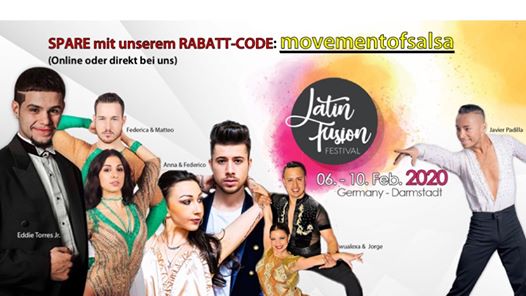 SPARE mit unserem RABATT-CODE: movementofsalsa
(Online oder direkt bei uns)
Federica & Matteo
Anna & Federico
Eddie Torres Jr.
Latin
Fusion
FESTIVAL
Javier Padilla
06. - 10. Feb. 2020
Germany - Darmstadt
& Jorge